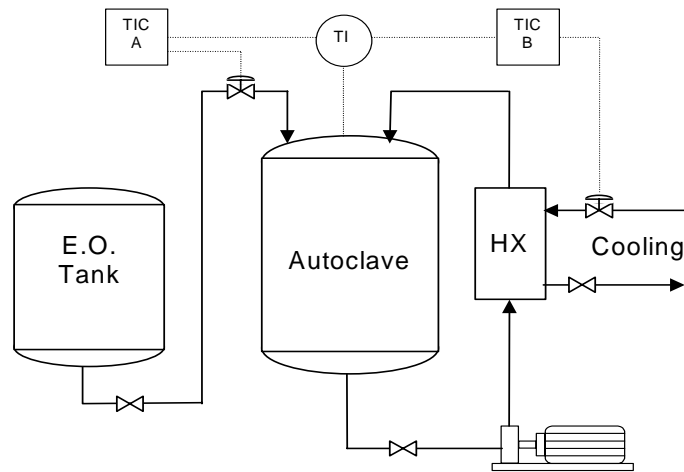 TIC
A
TI
TIC
B
E.O.
Tank
Autoclave
HX
Cooling